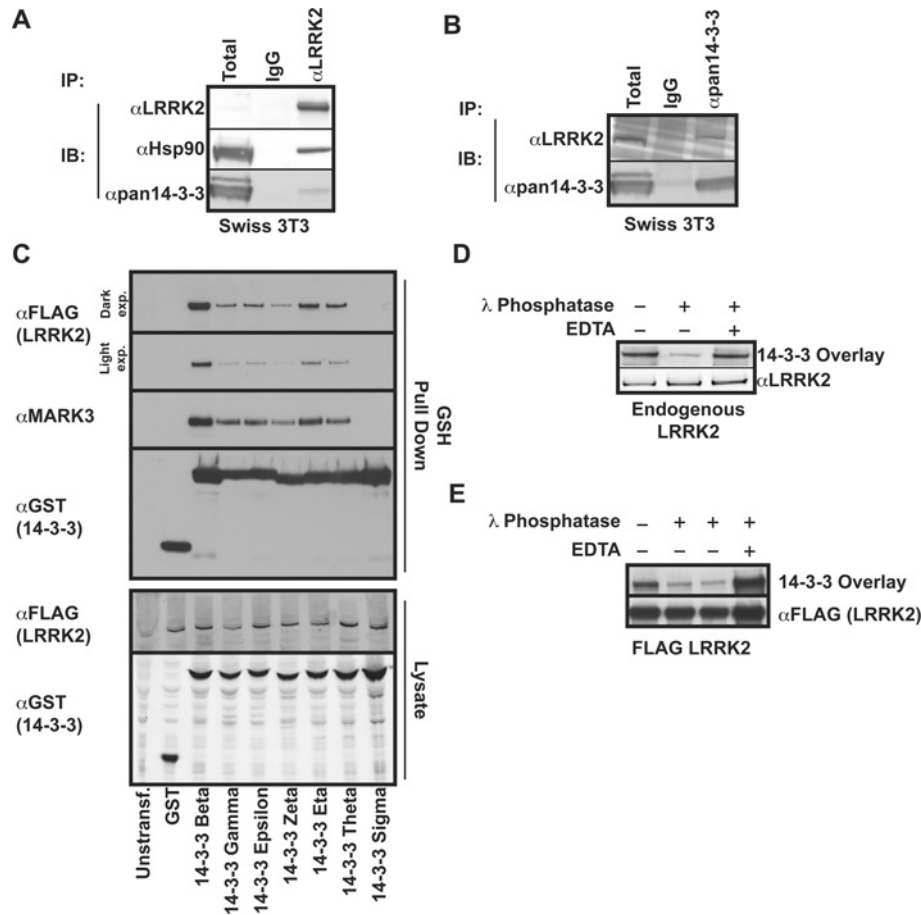 A
IP:
Total
IgG
αLRRK2
IB:
αLRRK2
αHsp90
αpan14-3-3
Swiss 3T3
B
IP:
Total
IgG
αpan14-3-3
IB:
αLRRK2
αpan14-3-3
Swiss 3T3
C
αFLAG
(LRRK2)
Dark
exp.
Light
exp.
αMARK3
αGST
(14-3-3)
GSH
Pull Down
αFLAG
(LRRK2)
αGST
(14-3-3)
Lysate
Unstransf.
GST
14-3-3 Beta
14-3-3 Gamma
14-3-3 Epsilon
14-3-3 Zeta
14-3-3 Eta
14-3-3 Theta
14-3-3 Sigma
D
λ Phosphatase − + +
EDTA − − +
14-3-3 Overlay
αLRRK2
Endogenous
LRRK2
E
λ Phosphatase − + + +
EDTA − − − +
14-3-3 Overlay
αFLAG (LRRK2)
FLAG LRRK2